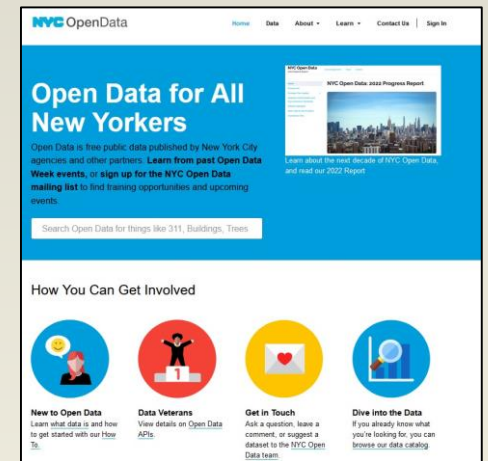 NYC OpenData
Home Data About Learn Contact Us Sign In
Open Data for All
New Yorkers
Open Data is free public data published by New York City
agencies and other partners. Learn from past Open Data
Week events, or sign up for the NYC Open Data
mailing list to find training opportunities and upcoming
events.
Search Open Data for things like 311, Buildings, Trees
NYC Open Data
NYC Open Data: 2022 Progress Report
Learn about the next decade of NYC Open Data,
and read our 2022 Report
How You Can Get Involved
New to Open Data
Learn what data is and how
to get started with our How
To.
1
Data Veterans
View details on Open Data
APIs.
Get in Touch
Ask a question, leave a
comment, or suggest a
dataset to the NYC Open
Data team.
Dive into the Data
If you already know what
you're looking for, you can
browse our data catalog.